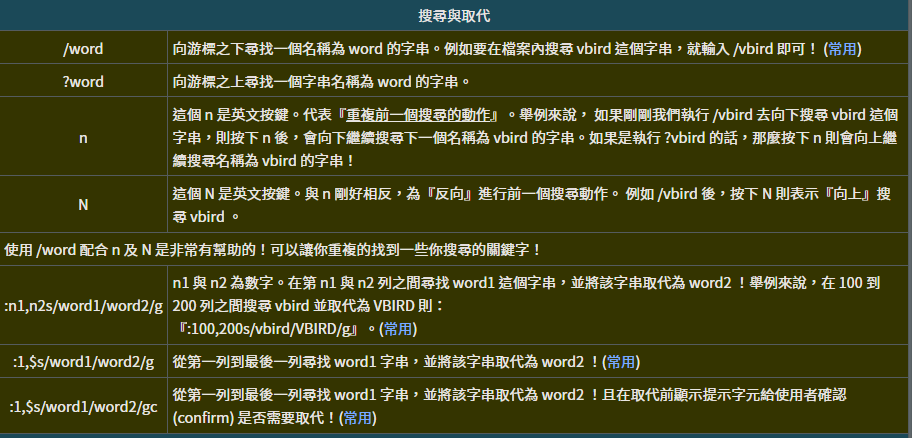 搜尋與取代
/word
向游標之下尋找一個名稱為 word 的字串。例如要在檔案內搜尋 vbird 這個字串，就輸入 /vbird 即可！ (常用)
?word
向游標之上尋找一個字串名稱為 word 的字串。
n
這個 n 是英文按鍵。代表『重複前一個搜尋的動作』。舉例來說， 如果剛剛我們執行 /vbird 去向下搜尋 vbird 這個
字串，則按下 n 後，會向下繼續搜尋下一個名稱為 vbird 的字串。如果是執行 ?vbird 的話，那麼按下 n 則會向上繼
續搜尋名稱為 vbird 的字串！
N
這個 N 是英文按鍵。與 n 剛好相反，為『反向』進行前一個搜尋動作。 例如 /vbird 後，按下 N 則表示『向上』搜
尋 vbird 。
使用 /word 配合 n 及 N 是非常有幫助的！可以讓你重複的找到一些你搜尋的關鍵字！
:n1,n2s/word1/word2/g
n1 與 n2 為數字。在第 n1 與 n2 列之間尋找 word1 這個字串，並將該字串取代為 word2 ！舉例來說，在 100 到
200 列之間搜尋 vbird 並取代為 VBIRD 則：
『:100,200s/vbird/VBIRD/g』。(常用)
:1,$s/word1/word2/g
從第一列到最後一列尋找 word1 字串，並將該字串取代為 word2 ！(常用)
:1,$s/word1/word2/gc
從第一列到最後一列尋找 word1 字串，並將該字串取代為 word2 ！且在取代前顯示提示字元給使用者確認
(confirm) 是否需要取代！(常用)